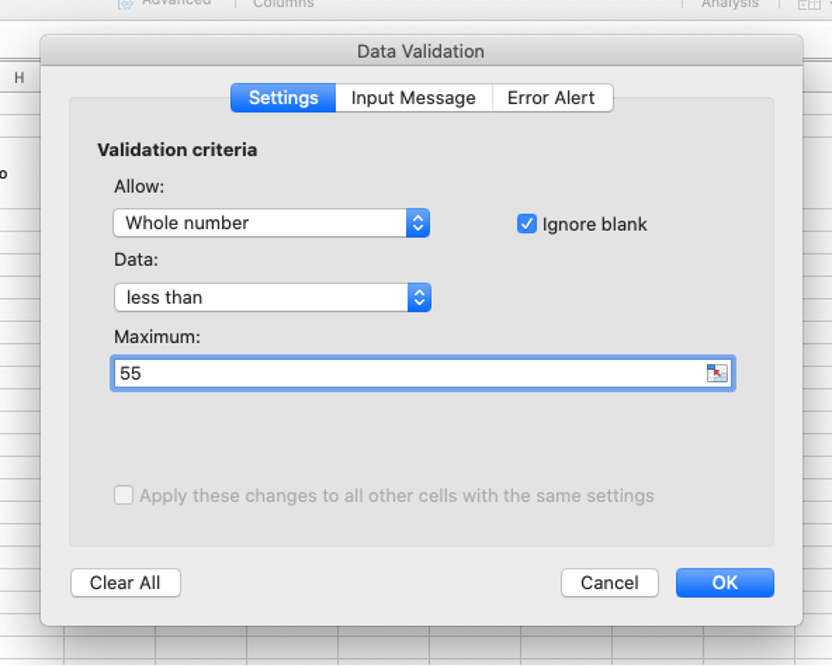 Advanced Columns Analysis
Data Validation
H
Settings Input Message Error Alert
Validation criteria
o
Allow:
Whole number Ignore blank
Data:
less than
Maximum:
55
Apply these changes to all other cells with the same settings
Clear All Cancel OK